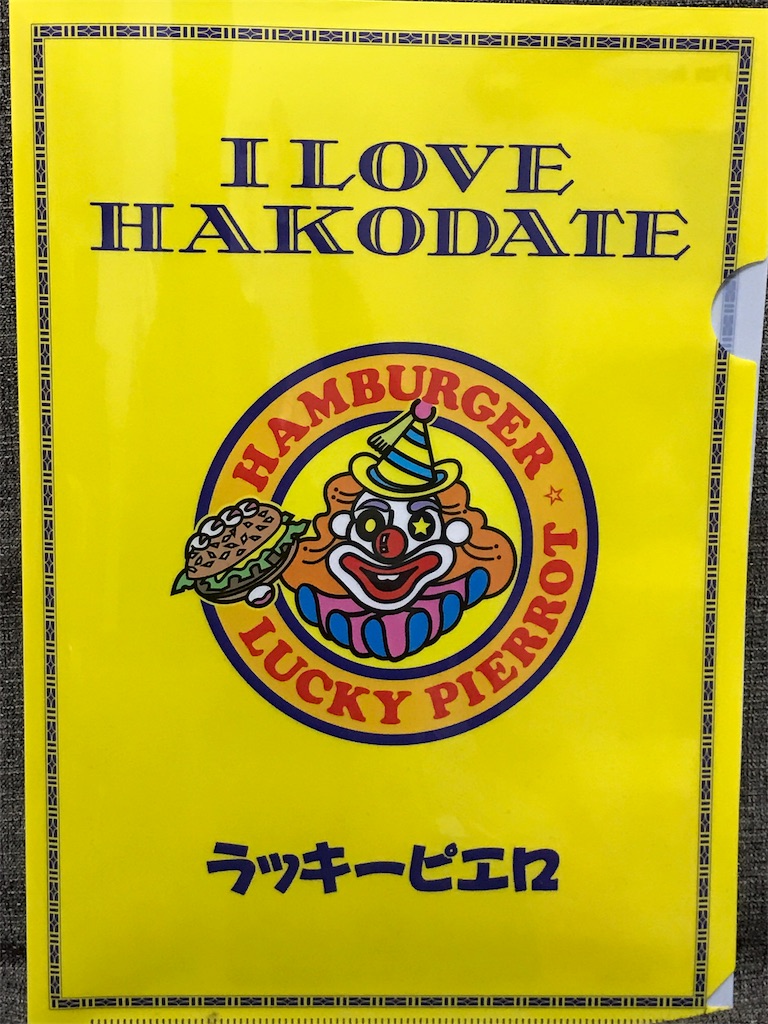 I LOVE
HAKODATE
HAMBURGER ☆
LUCKY PIERROT
ラッキーピエロ